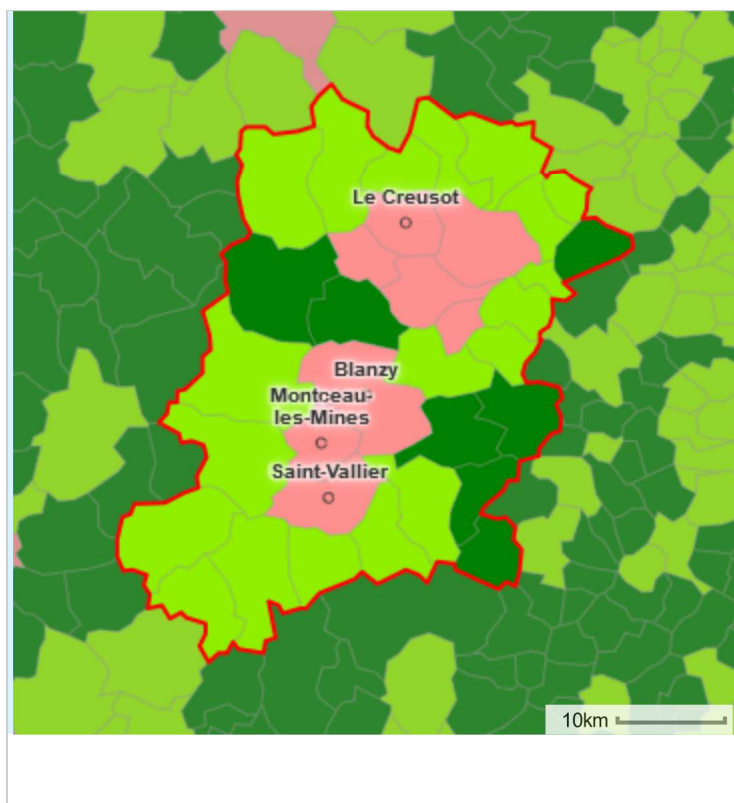 Le Creusot
Blanzy
Montceau-
les-Mines
Saint-Vallier
10km